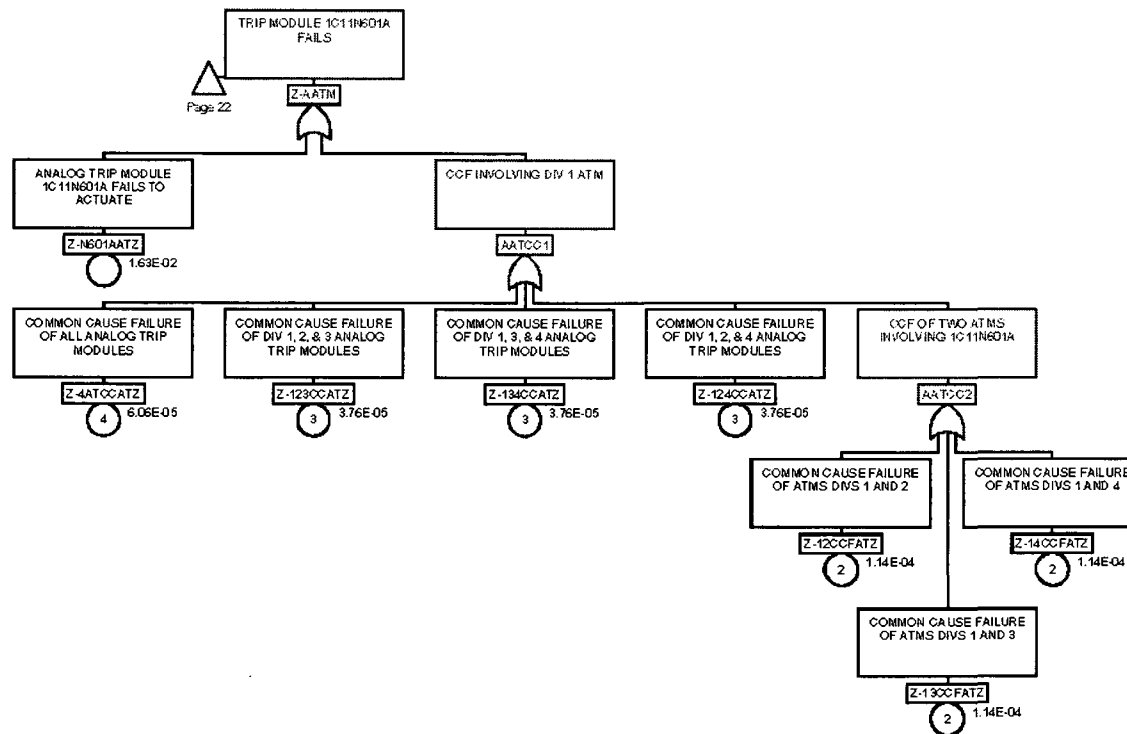 TRIP MODULE 1C11N601A
FAILS
Page 22
Z-AATM
ANALOG TRIP MODULE
1C11N601A FAILS TO
ACTUATE
Z-N601AATZ
1.63E-02
CCF INVOLVING DIV 1 ATM
AATCC1
COMMON CAUSE FAILURE
OF ALL ANALOG TRIP
MODULES
Z-4ATCCATZ
4
6.06E-05
COMMON CAUSE FAILURE
OF DIV 1, 2, & 3 ANALOG
TRIP MODULES
Z-123CCATZ
3
3.76E-05
COMMON CAUSE FAILURE
OF DIV 1, 3, & 4 ANALOG
TRIP MODULES
Z-134CCATZ
3
3.76E-05
COMMON CAUSE FAILURE
OF DIV 1, 2, & 4 ANALOG
TRIP MODULES
Z-124CCATZ
3
3.76E-05
CCF OF TWO ATMS
INVOLVING 1C11N601A
AATCC2
COMMON CAUSE FAILURE
OF ATMS DIVS 1 AND 2
Z-12CCFATZ
2
1.14E-04
COMMON CAUSE FAILURE
OF ATMS DIVS 1 AND 4
Z-14CCFATZ
2
1.14E-04
COMMON CAUSE FAILURE
OF ATMS DIVS 1 AND 3
Z-13CCFATZ
2
1.14E-04